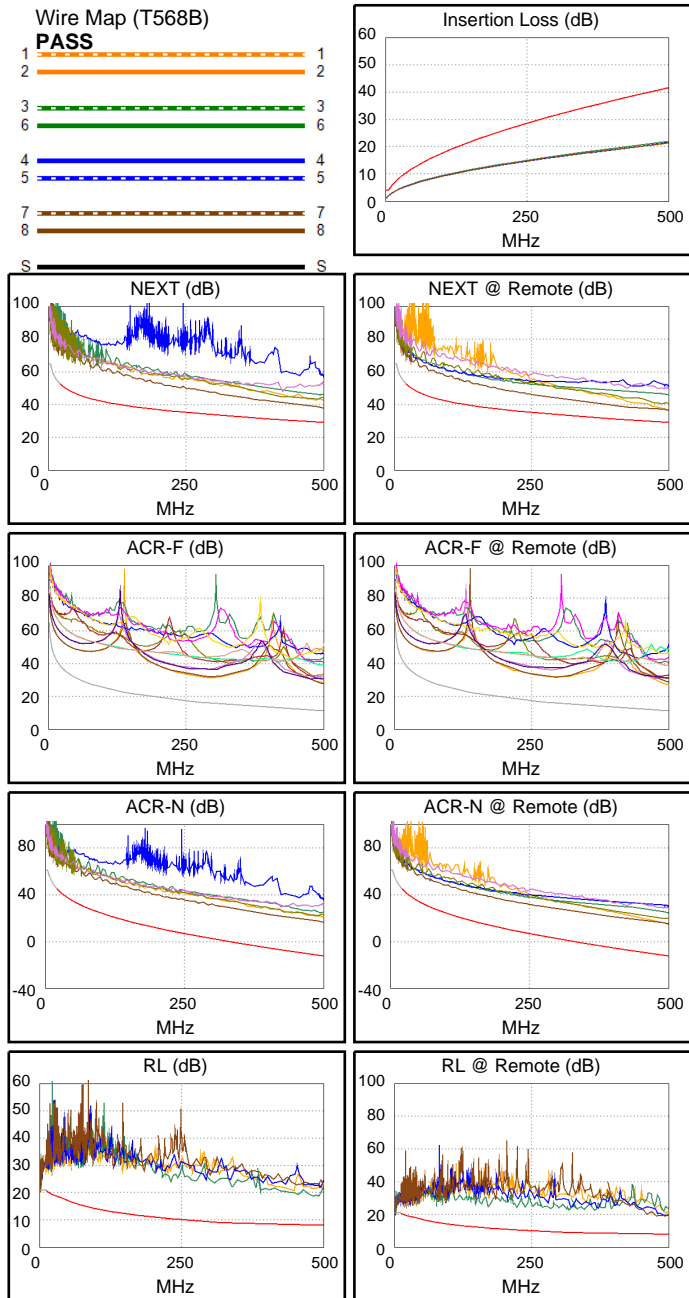 Wire Map (T568B)
PASS
1 1
2 2
3 3
6 6
4 4
5 5
7 7
8 8
S S
Insertion Loss (dB)
60
50
40
30
20
10
0
0 250 500
MHz
NEXT (dB)
100
80
60
40
20
0
0 250 500
MHz
NEXT @ Remote (dB)
100
80
60
40
20
0
0 250 500
MHz
ACR-F (dB)
100
80
60
40
20
0
0 250 500
MHz
ACR-F @ Remote (dB)
100
80
60
40
20
0
0 250 500
MHz
ACR-N (dB)
80
40
0
-40
0 250 500
MHz
ACR-N @ Remote (dB)
80
40
0
-40
0 250 500
MHz
RL (dB)
60
50
40
30
20
10
0
0 250 500
MHz
RL @ Remote (dB)
100
80
60
40
20
0
0 250 500
MHz